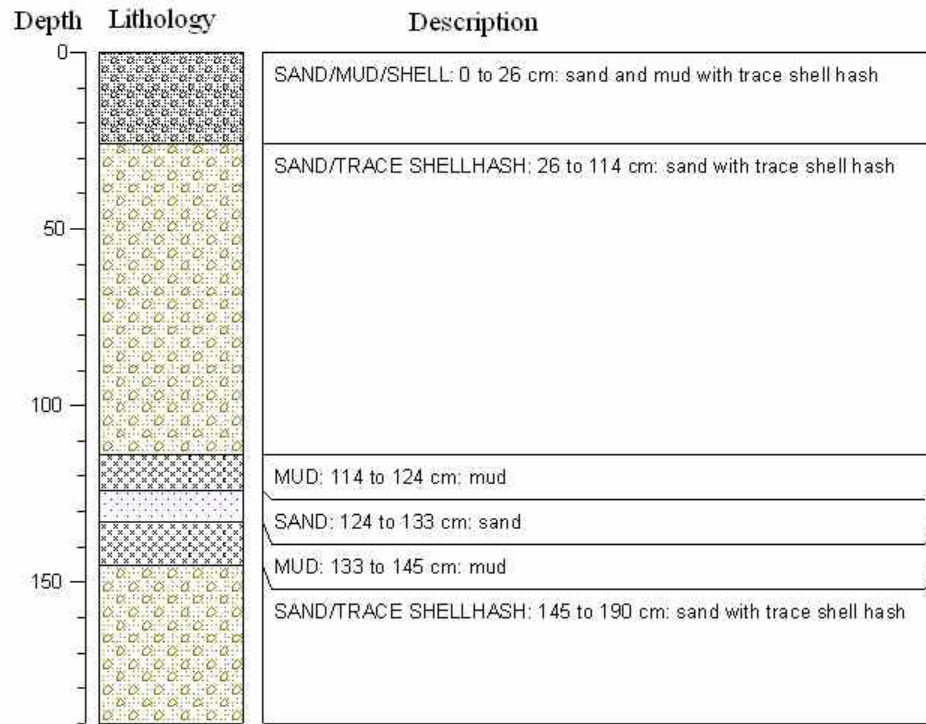 Depth Lithology Description
0
SAND/MUD/SHELL: 0 to 26 cm: sand and mud with trace shell hash
SAND/TRACE SHELLHASH: 26 to 114 cm: sand with trace shell hash
50
100
MUD: 114 to 124 cm: mud
SAND: 124 to 133 cm: sand
MUD: 133 to 145 cm: mud
150
SAND/TRACE SHELLHASH: 145 to 190 cm: sand with trace shell hash